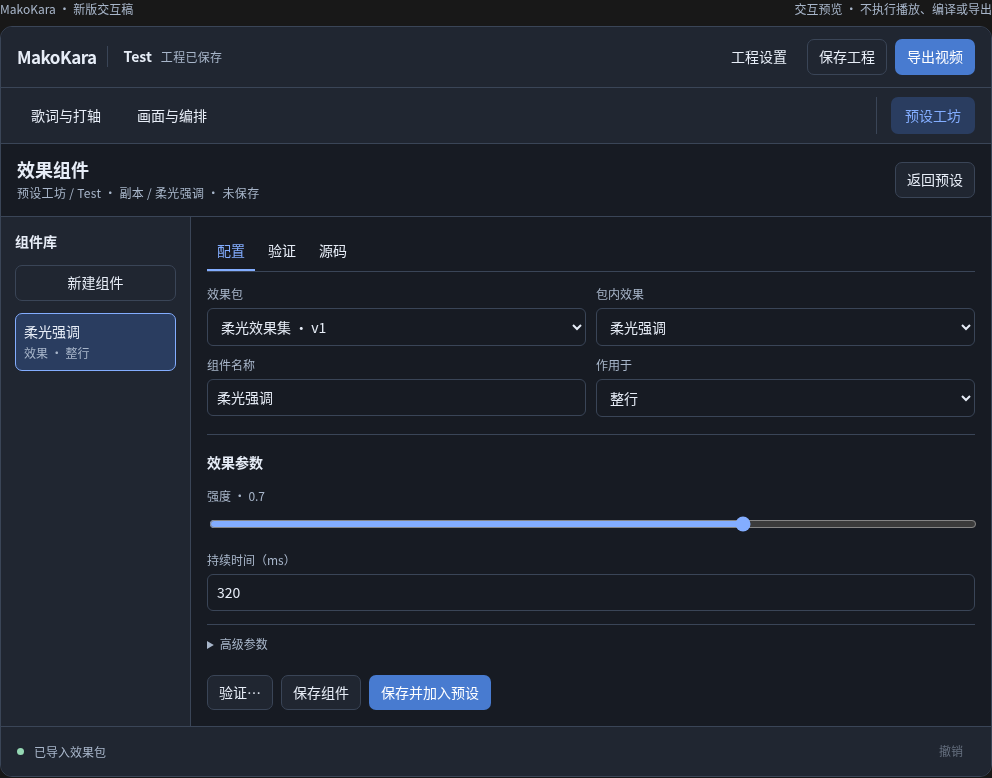 MakoKara · 新版交互稿
交互预览 · 不执行播放、编译或导出
MakoKara
Test 工程已保存
工程设置
保存工程
导出视频
歌词与打轴
画面与编排
预设工坊
效果组件
预设工坊 / Test · 副本 / 柔光强调 · 未保存
返回预设
组件库
新建组件
柔光强调
效果 · 整行
配置
验证
源码
效果包
包内效果
柔光效果集 · v1
柔光强调
组件名称
作用于
柔光强调
整行
效果参数
强度 · 0.7
持续时间（ms）
320
高级参数
验证…
保存组件
保存并加入预设
已导入效果包
撤销